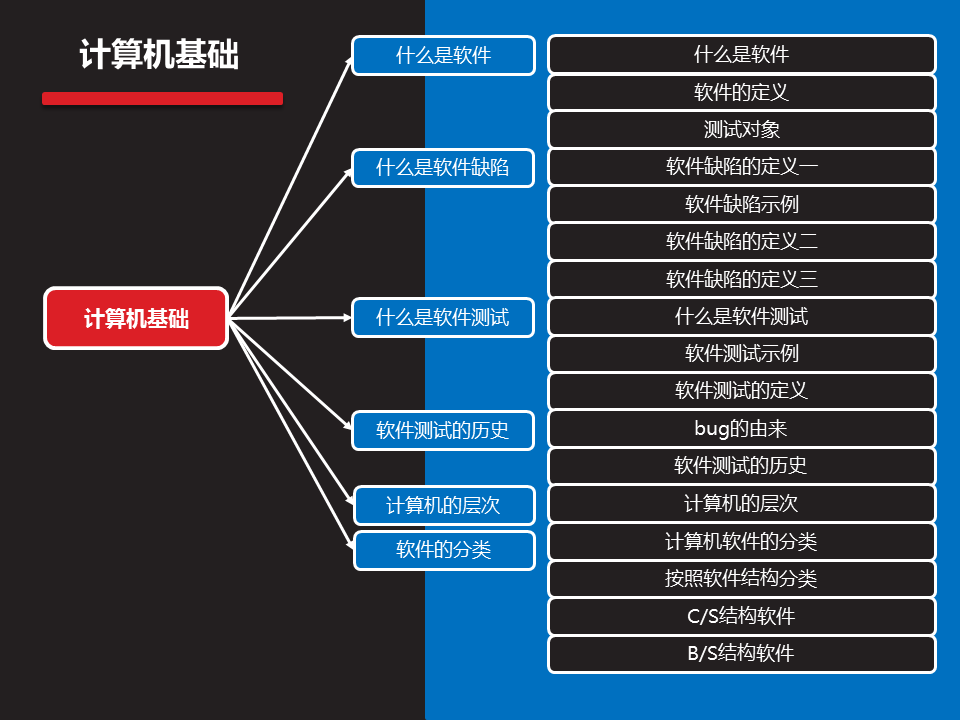 计算机基础
计算机基础
什么是软件
什么是软件缺陷
什么是软件测试
软件测试的历史
计算机的层次
软件的分类
什么是软件
软件的定义
测试对象
软件缺陷的定义一
软件缺陷示例
软件缺陷的定义二
软件缺陷的定义三
什么是软件测试
软件测试示例
软件测试的定义
bug的由来
软件测试的历史
计算机的层次
计算机软件的分类
按照软件结构分类
C/S结构软件
B/S结构软件